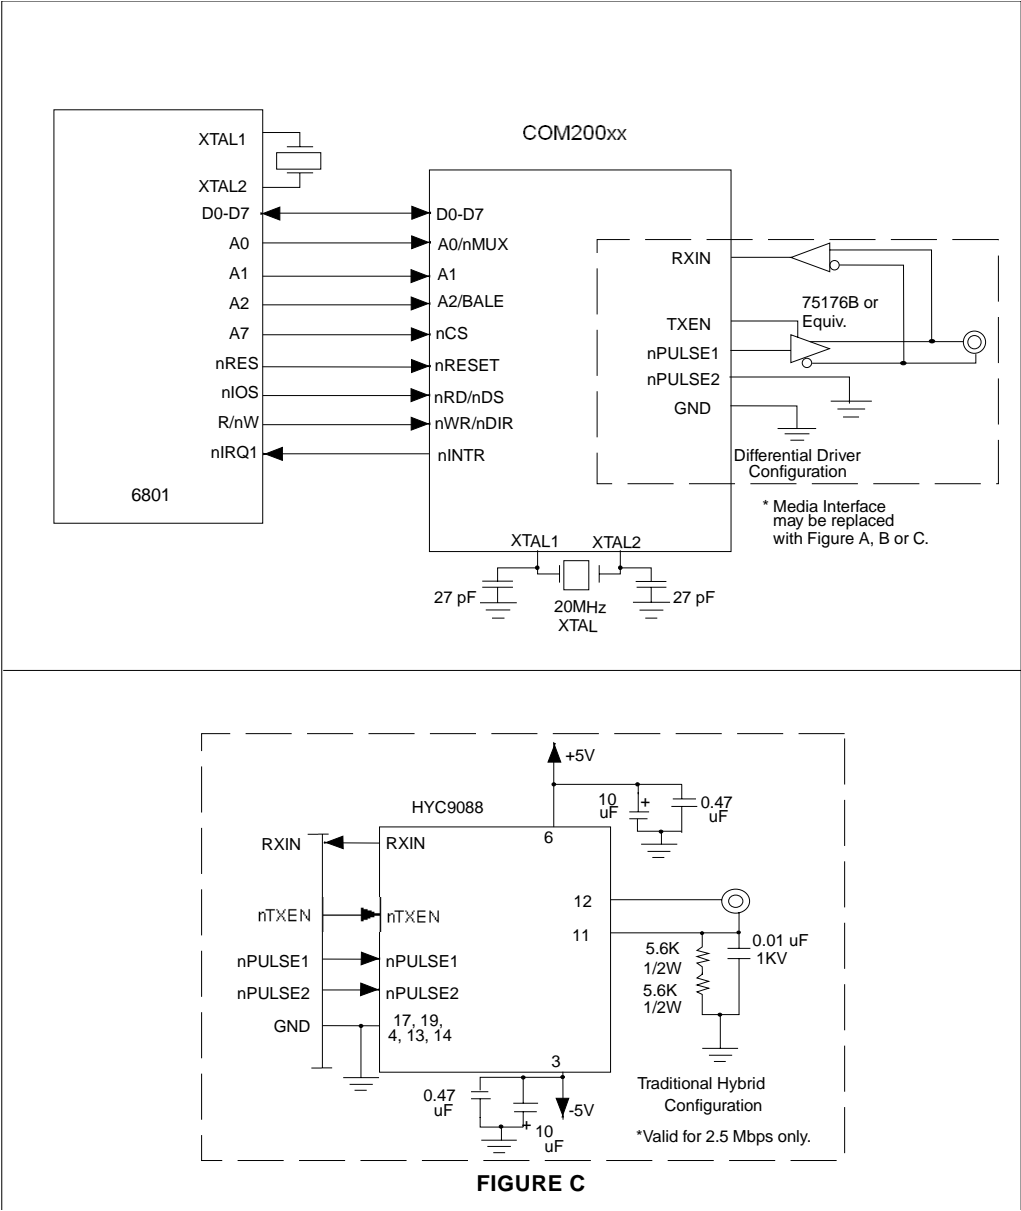 COM200xx
XTAL1
XTAL2
D0-D7
A0
A1
A2
A7
nRES
nIOS
R/nW
nIRQ1
6801
D0-D7
A0/nMUX
A1
A2/BALE
nCS
nRESET
nRD/nDS
nWR/nDIR
nINTR
RXIN
TXEN
nPULSE1
nPULSE2
GND
75176B or
Equiv.
Differential Driver
Configuration
* Media Interface
may be replaced
with Figure A, B or C.
XTAL1
XTAL2
27 pF
20MHz
XTAL
27 pF
+5V
10
uF
+
0.47
uF
HYC9088
6
RXIN
RXIN
nTXEN
nTXEN
nPULSE1
nPULSE1
nPULSE2
nPULSE2
GND
17, 19,
4, 13, 14
12
11
5.6K
1/2W
5.6K
1/2W
0.01 uF
1KV
3
0.47
uF
-5V
+
10
uF
Traditional Hybrid
Configuration
*Valid for 2.5 Mbps only.
FIGURE C